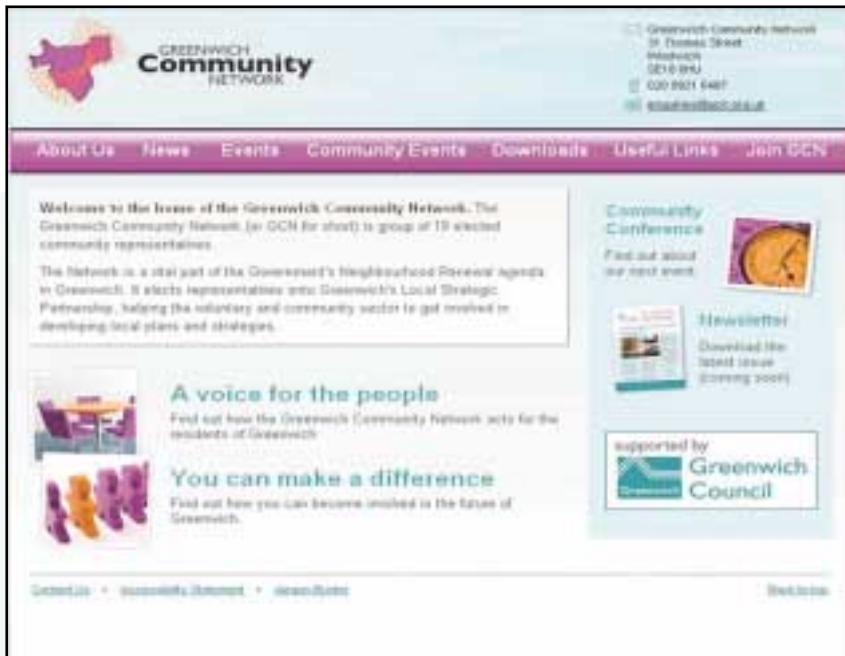 GREENWICH
Community
NETWORK
Greenwich Community Network
Thomas Street
Woolwich
020 8921
About Us News Events Community Events Downloads Useful Links Join GCN
Welcome to the home of the Greenwich Community Network. The
Greenwich Community Network (or GCN for short) is group of 19 elected
community representatives.
The Network is a vital part of the Government's Neighbourhood Renewal agenda
in Greenwich. It elects representatives onto Greenwich's Local Strategic
Partnership, helping the voluntary and community sector to get involved in
developing local plans and strategies.
Community
Conference
Find out about
our next event
Newsletter
Download the
latest issue
(coming soon)
A voice for the people
Find out how the Greenwich Community Network acts for the
residents of Greenwich
You can make a difference
Find out how you can become involved in the future of
Greenwich.
supported by
Greenwich
Council
Contact Us • Accessibility Statement •